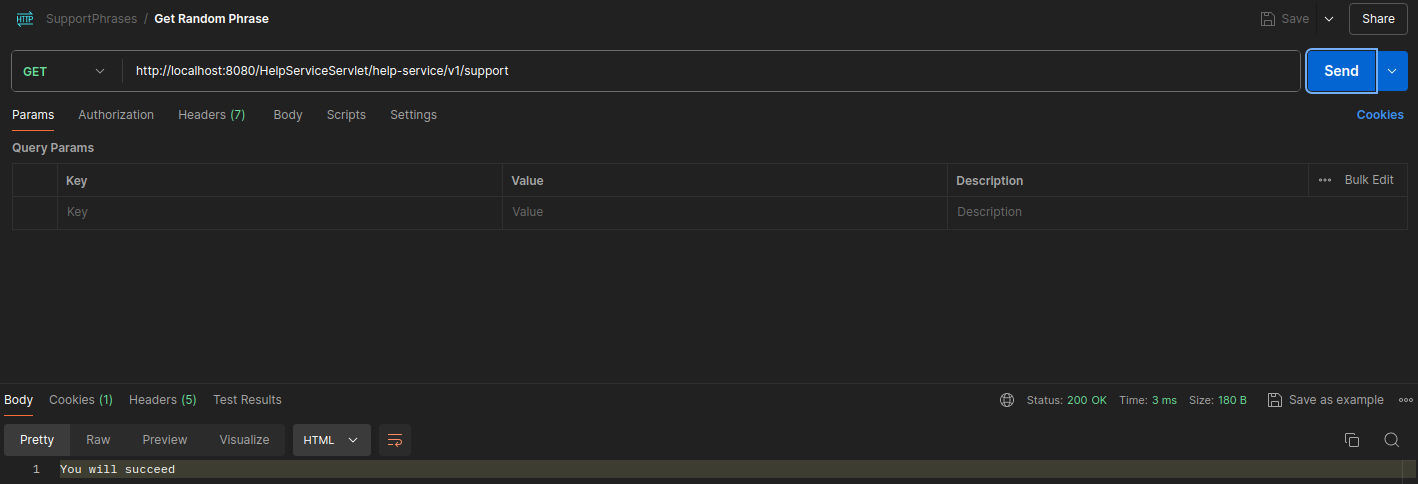 HTTP SupportPhrases / Get Random Phrase Save Share
GET http://localhost:8080/HelpServiceServlet/help-service/v1/support Send
Params Authorization Headers (7) Body Scripts Settings Cookies
Query Params
Key Value Description ••• Bulk Edit
Key Value Description
Body Cookies (1) Headers (5) Test Results Status: 200 OK Time: 3 ms Size: 180 B Save as example •••
Pretty Raw Preview Visualize HTML
1 You will succeed